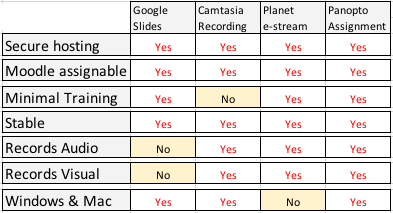 Google Slides Camtasia Recording Planet e-stream Panopto Assignment
Secure hosting Yes Yes Yes Yes
Moodle assignable Yes Yes Yes Yes
Minimal Training Yes No Yes Yes
Stable Yes Yes Yes Yes
Records Audio No Yes Yes Yes
Records Visual No Yes Yes Yes
Windows & Mac Yes Yes No Yes